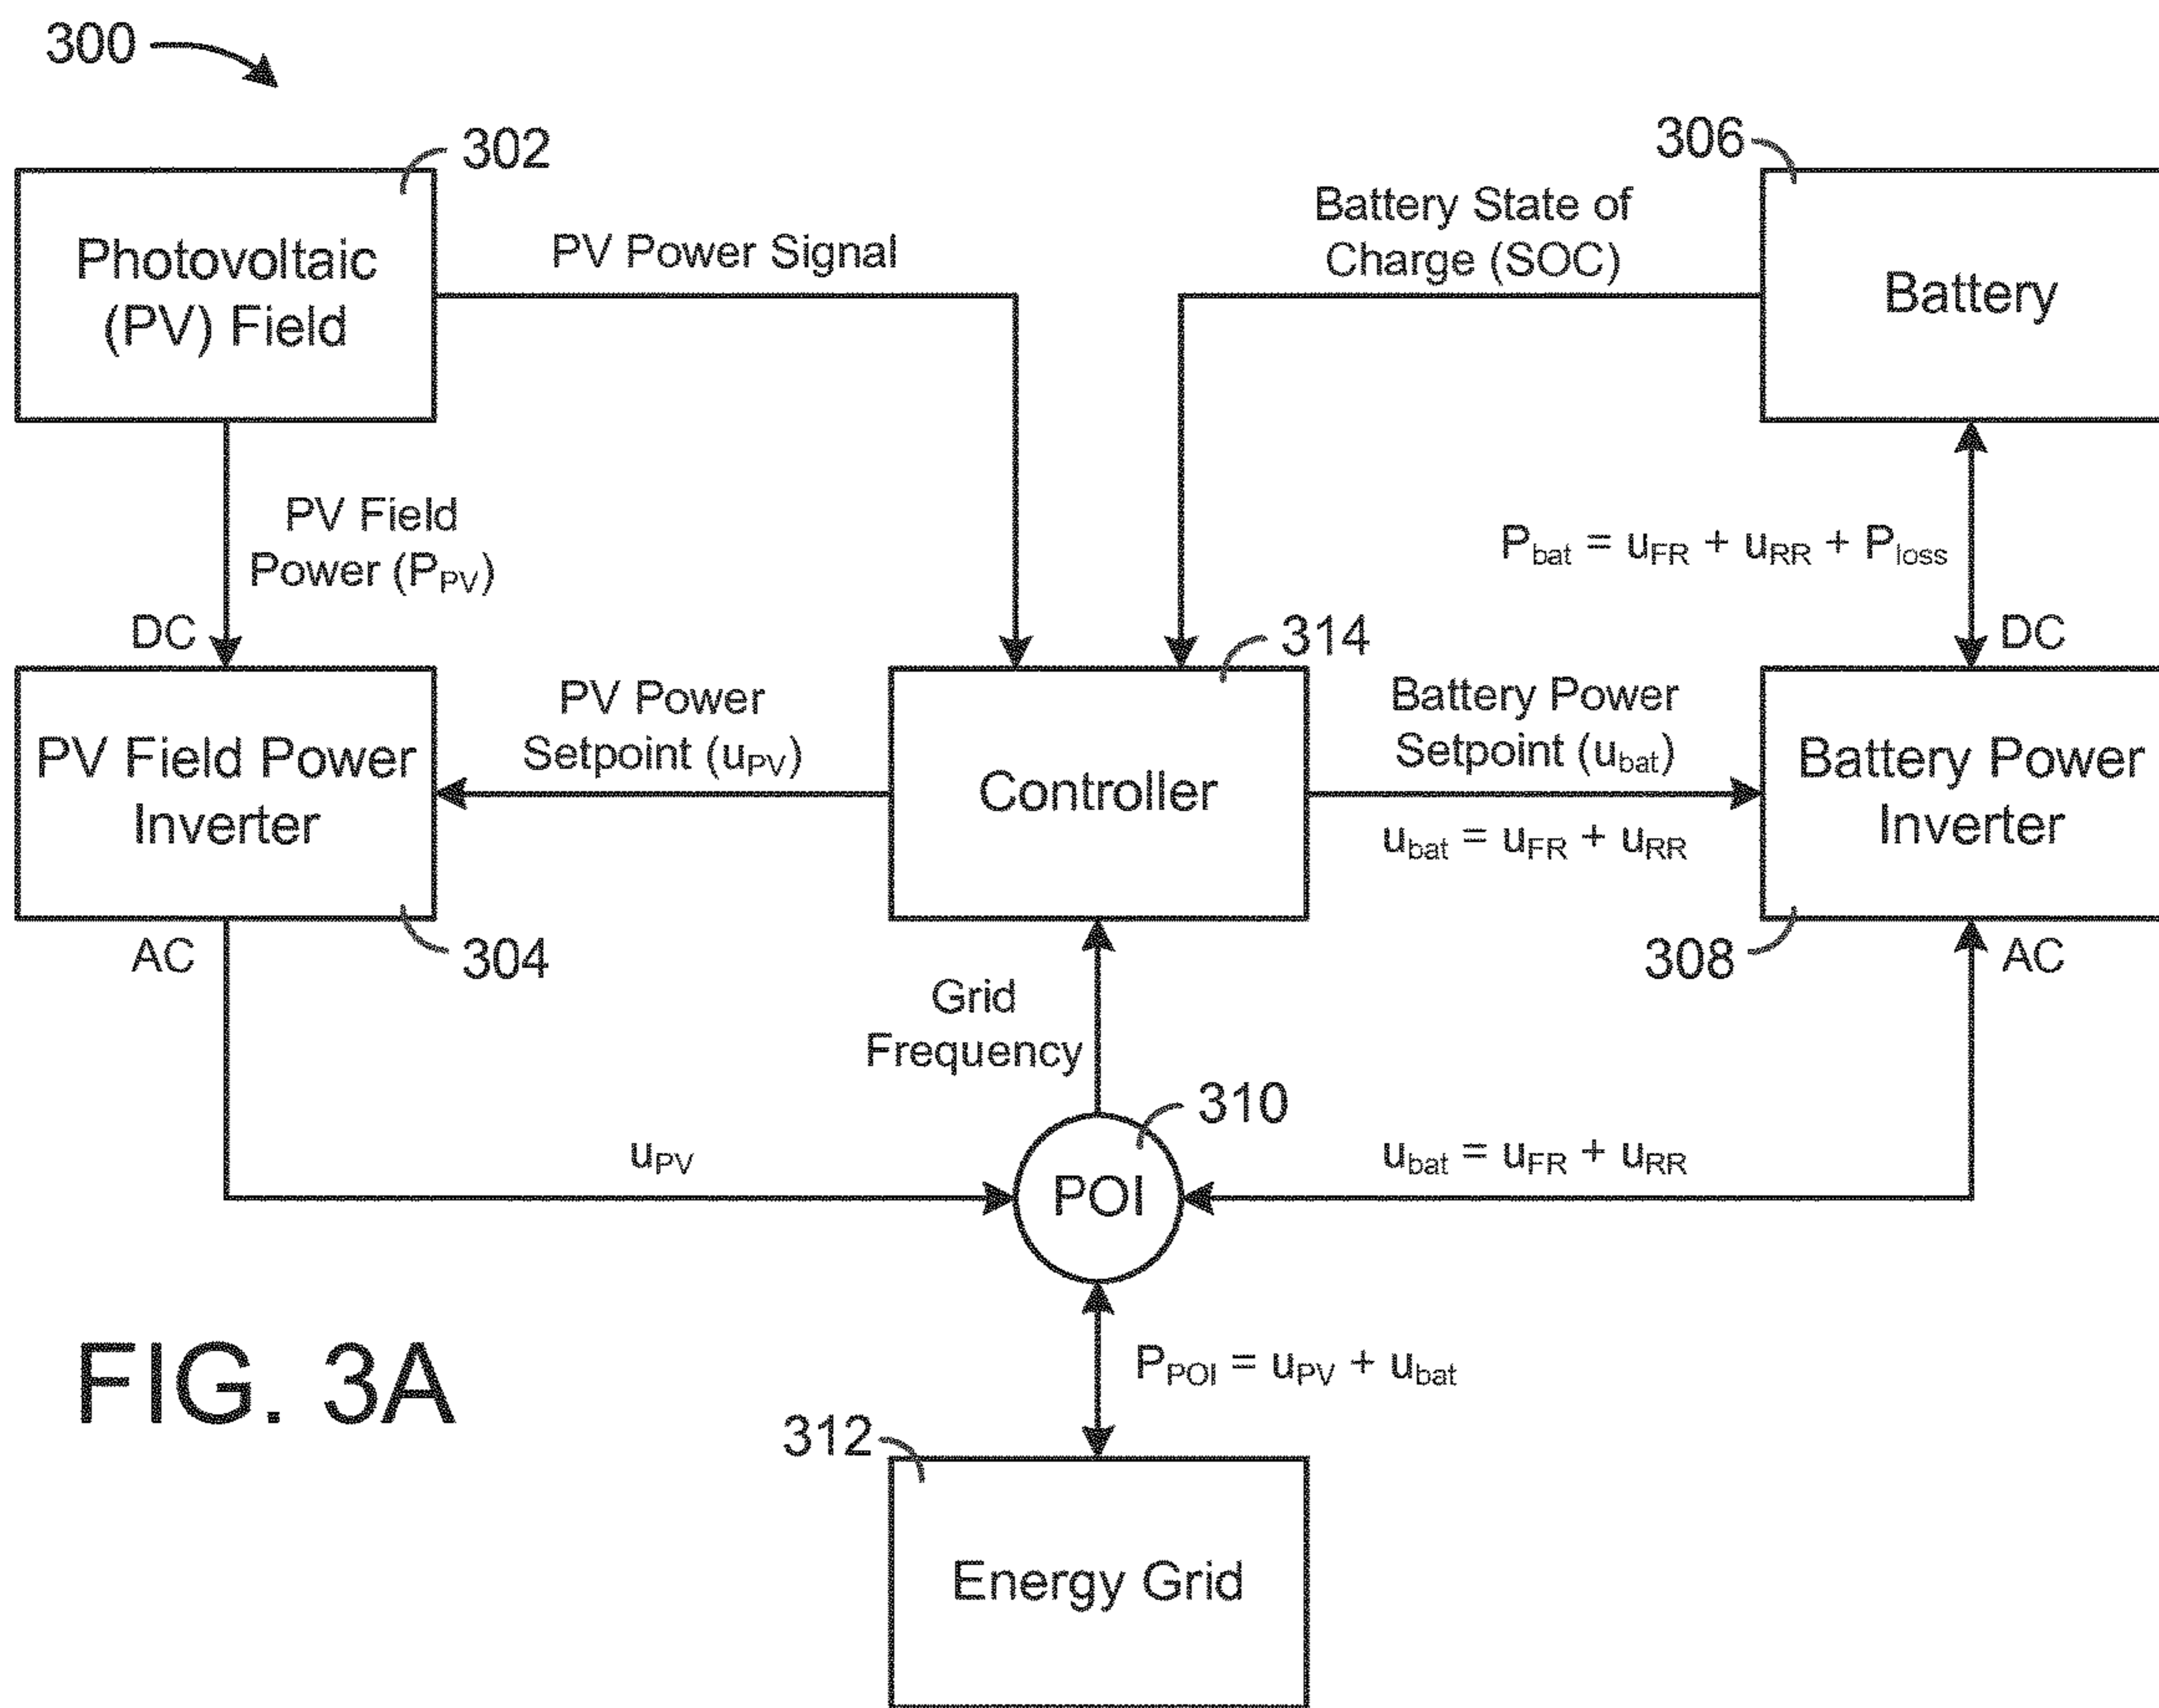 300
302
306
Photovoltaic
(PV) Field
PV Power Signal
Battery State of
Charge (SOC)
Battery
PV Field
Power (P_PV)
P_bat = u_FR + u_RR + P_loss
DC
314
DC
PV Field Power
Inverter
PV Power
Setpoint (u_PV)
Controller
Battery Power
Setpoint (u_bat)
u_bat = u_FR + u_RR
Battery Power
Inverter
AC
304
308
AC
Grid
Frequency
310
u_PV
POI
u_bat = u_FR + u_RR
P_POI = u_PV + u_bat
FIG. 3A
312
Energy Grid